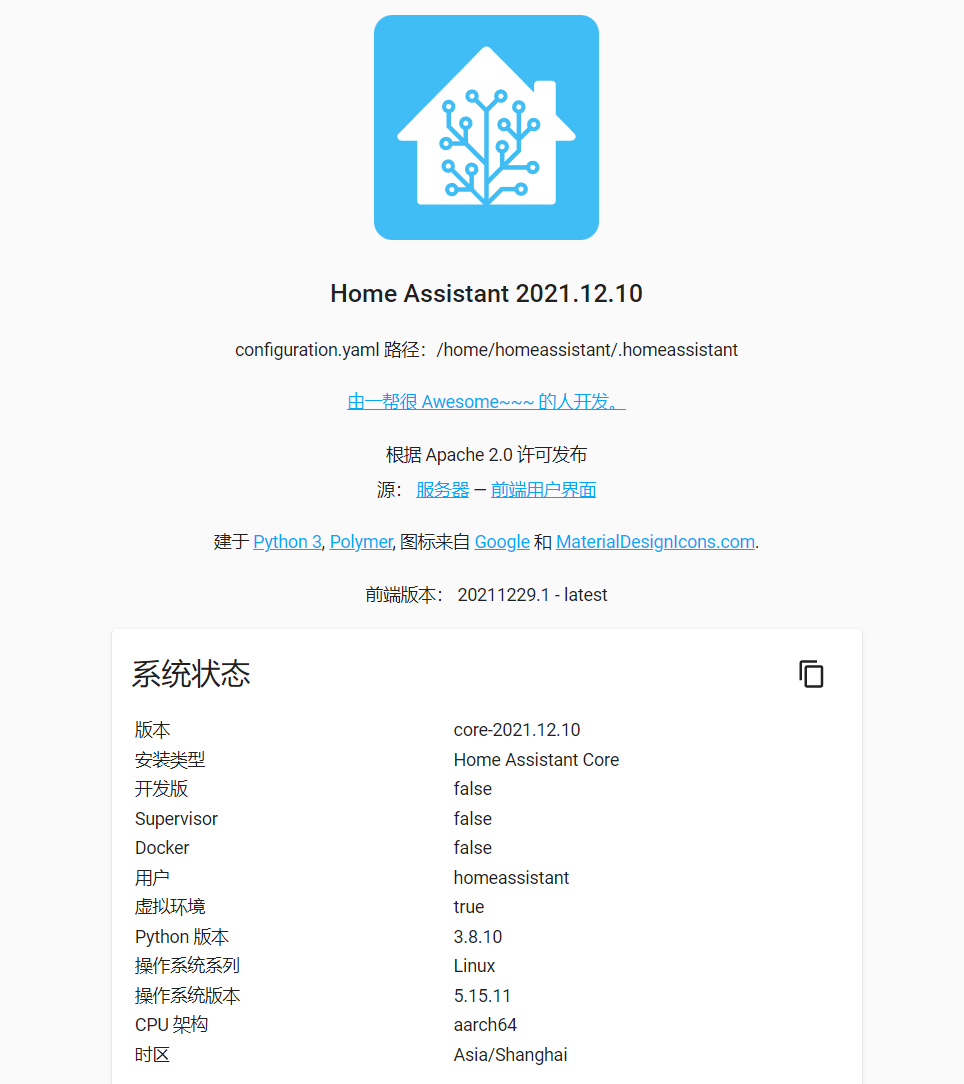 Home Assistant 2021.12.10
configuration.yaml 路径：/home/homeassistant/.homeassistant
由一帮很 Awesome~~~ 的人开发。
根据 Apache 2.0 许可发布
源： 服务器 — 前端用户界面
建于 Python 3, Polymer, 图标来自 Google 和 MaterialDesignIcons.com.
前端版本： 20211229.1 - latest
系统状态
版本 core-2021.12.10
安装类型 Home Assistant Core
开发版 false
Supervisor false
Docker false
用户 homeassistant
虚拟环境 true
Python 版本 3.8.10
操作系统系列 Linux
操作系统版本 5.15.11
CPU 架构 aarch64
时区 Asia/Shanghai